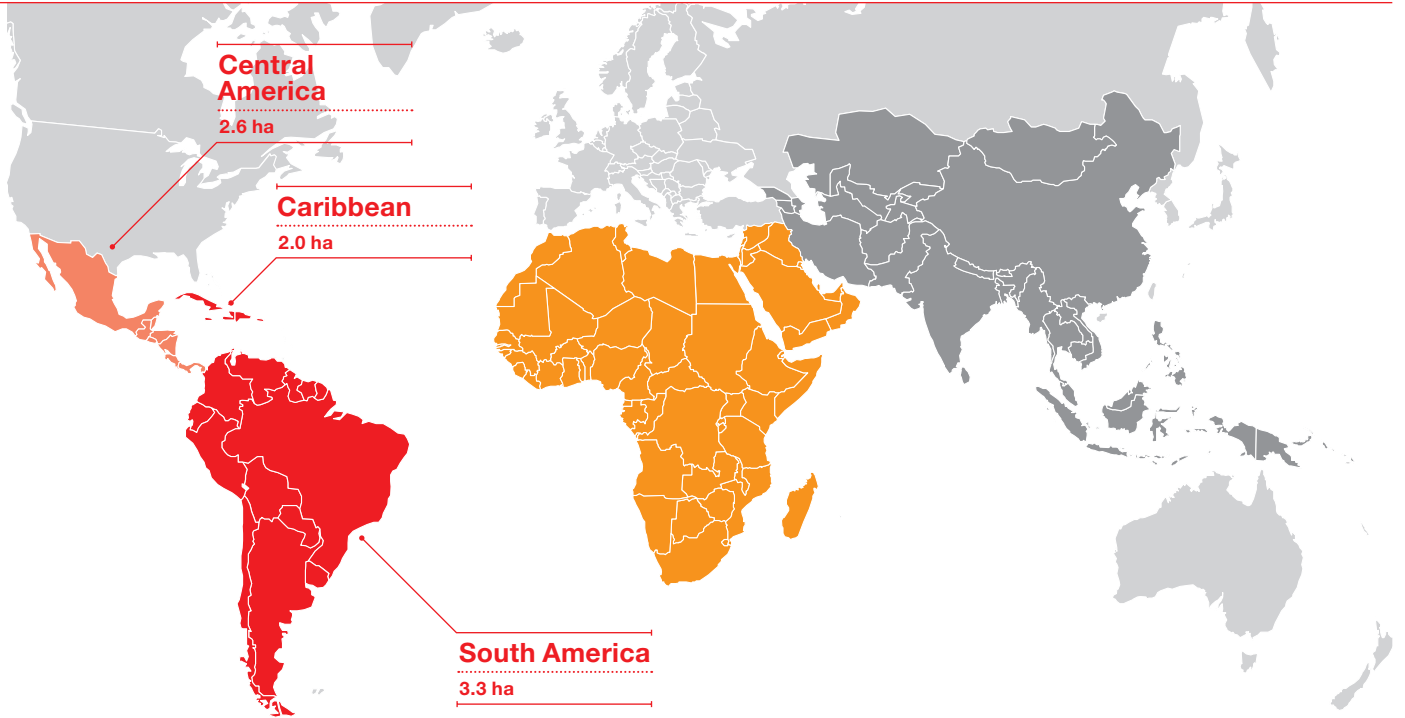 Central
America
2.6 ha
Caribbean
2.0 ha
South America
3.3 ha